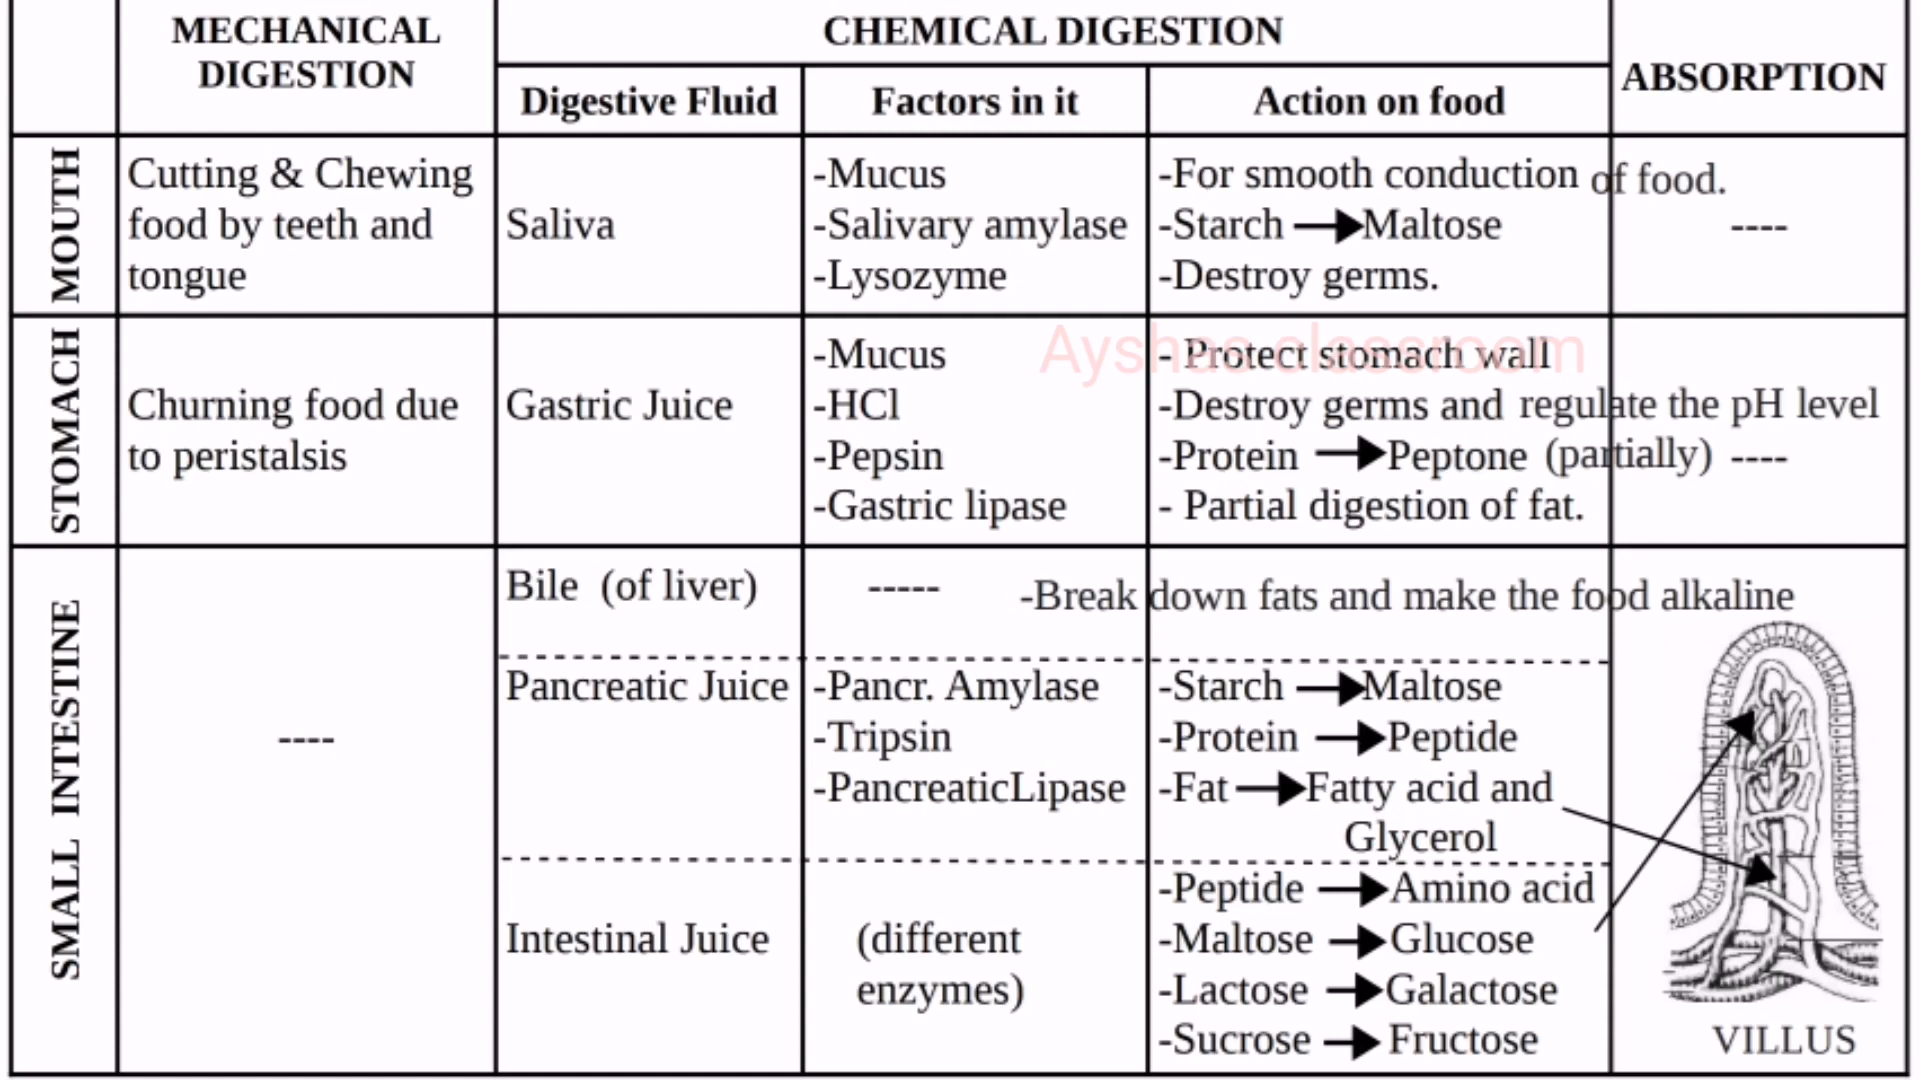 MECHANICAL
DIGESTION
CHEMICAL DIGESTION
ABSORPTION
Digestive Fluid
Factors in it
Action on food
MOUTH
Cutting & Chewing
food by teeth and
tongue
Saliva
-Mucus
-Salivary amylase
-Lysozyme
-For smooth conduction of food.
-Starch → Maltose
-Destroy germs.
----
STOMACH
Churning food due
to peristalsis
Gastric Juice
-Mucus
-HCl
-Pepsin
-Gastric lipase
Ayshas classroom
- Protect stomach wall
-Destroy germs and regulate the pH level
-Protein → Peptone (partially)
- Partial digestion of fat.
----
SMALL INTESTINE
----
Bile (of liver)
-----
-Break down fats and make the food alkaline
Pancreatic Juice
-Pancr. Amylase
-Tripsin
-PancreaticLipase
-Starch → Maltose
-Protein → Peptide
-Fat → Fatty acid and
Glycerol
Intestinal Juice
(different
enzymes)
-Peptide → Amino acid
-Maltose → Glucose
-Lactose → Galactose
-Sucrose → Fructose
VILLUS